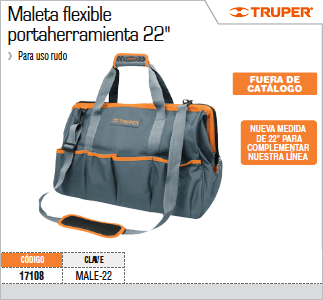 Maleta flexible
portaherramienta 22"
Para uso rudo
TRUPER®
FUERA DE
CATÁLOGO
NUEVA MEDIDA
DE 22" PARA
COMPLEMENTAR
NUESTRA LÍNEA
TRUPER
CÓDIGO CLAVE
17108 MALE-22